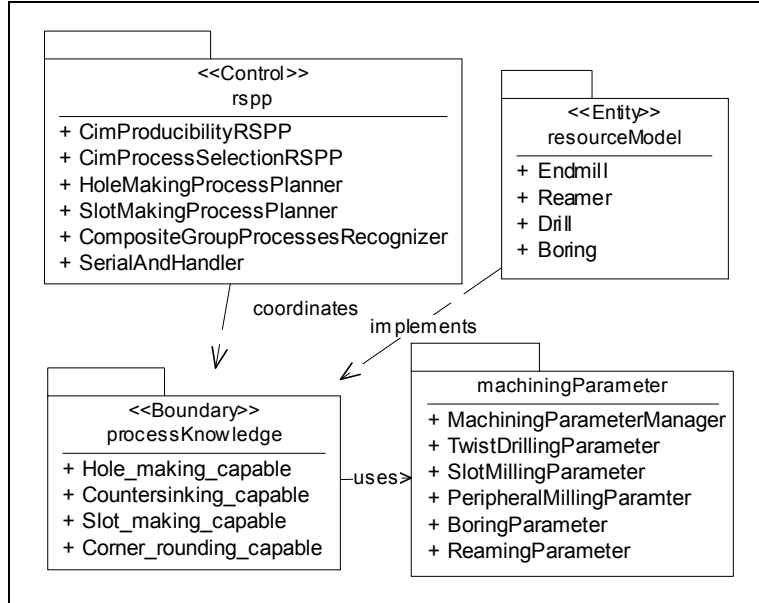 <<Control>>
rspp
+ CimProducibilityRSPP
+ CimProcessSelectionRSPP
+ HoleMakingProcessPlanner
+ SlotMakingProcessPlanner
+ CompositeGroupProcessesRecognizer
+ SerialAndHandler
<<Entity>>
resourceModel
+ Endmill
+ Reamer
+ Drill
+ Boring
coordinates
implements
<<Boundary>>
processKnowledge
+ Hole_making_capable
+ Countersinking_capable
+ Slot_making_capable
+ Corner_rounding_capable
uses
machiningParameter
+ MachiningParameterManager
+ TwistDrillingParameter
+ SlotMillingParameter
+ PeripheralMillingParamter
+ BoringParameter
+ ReamingParameter